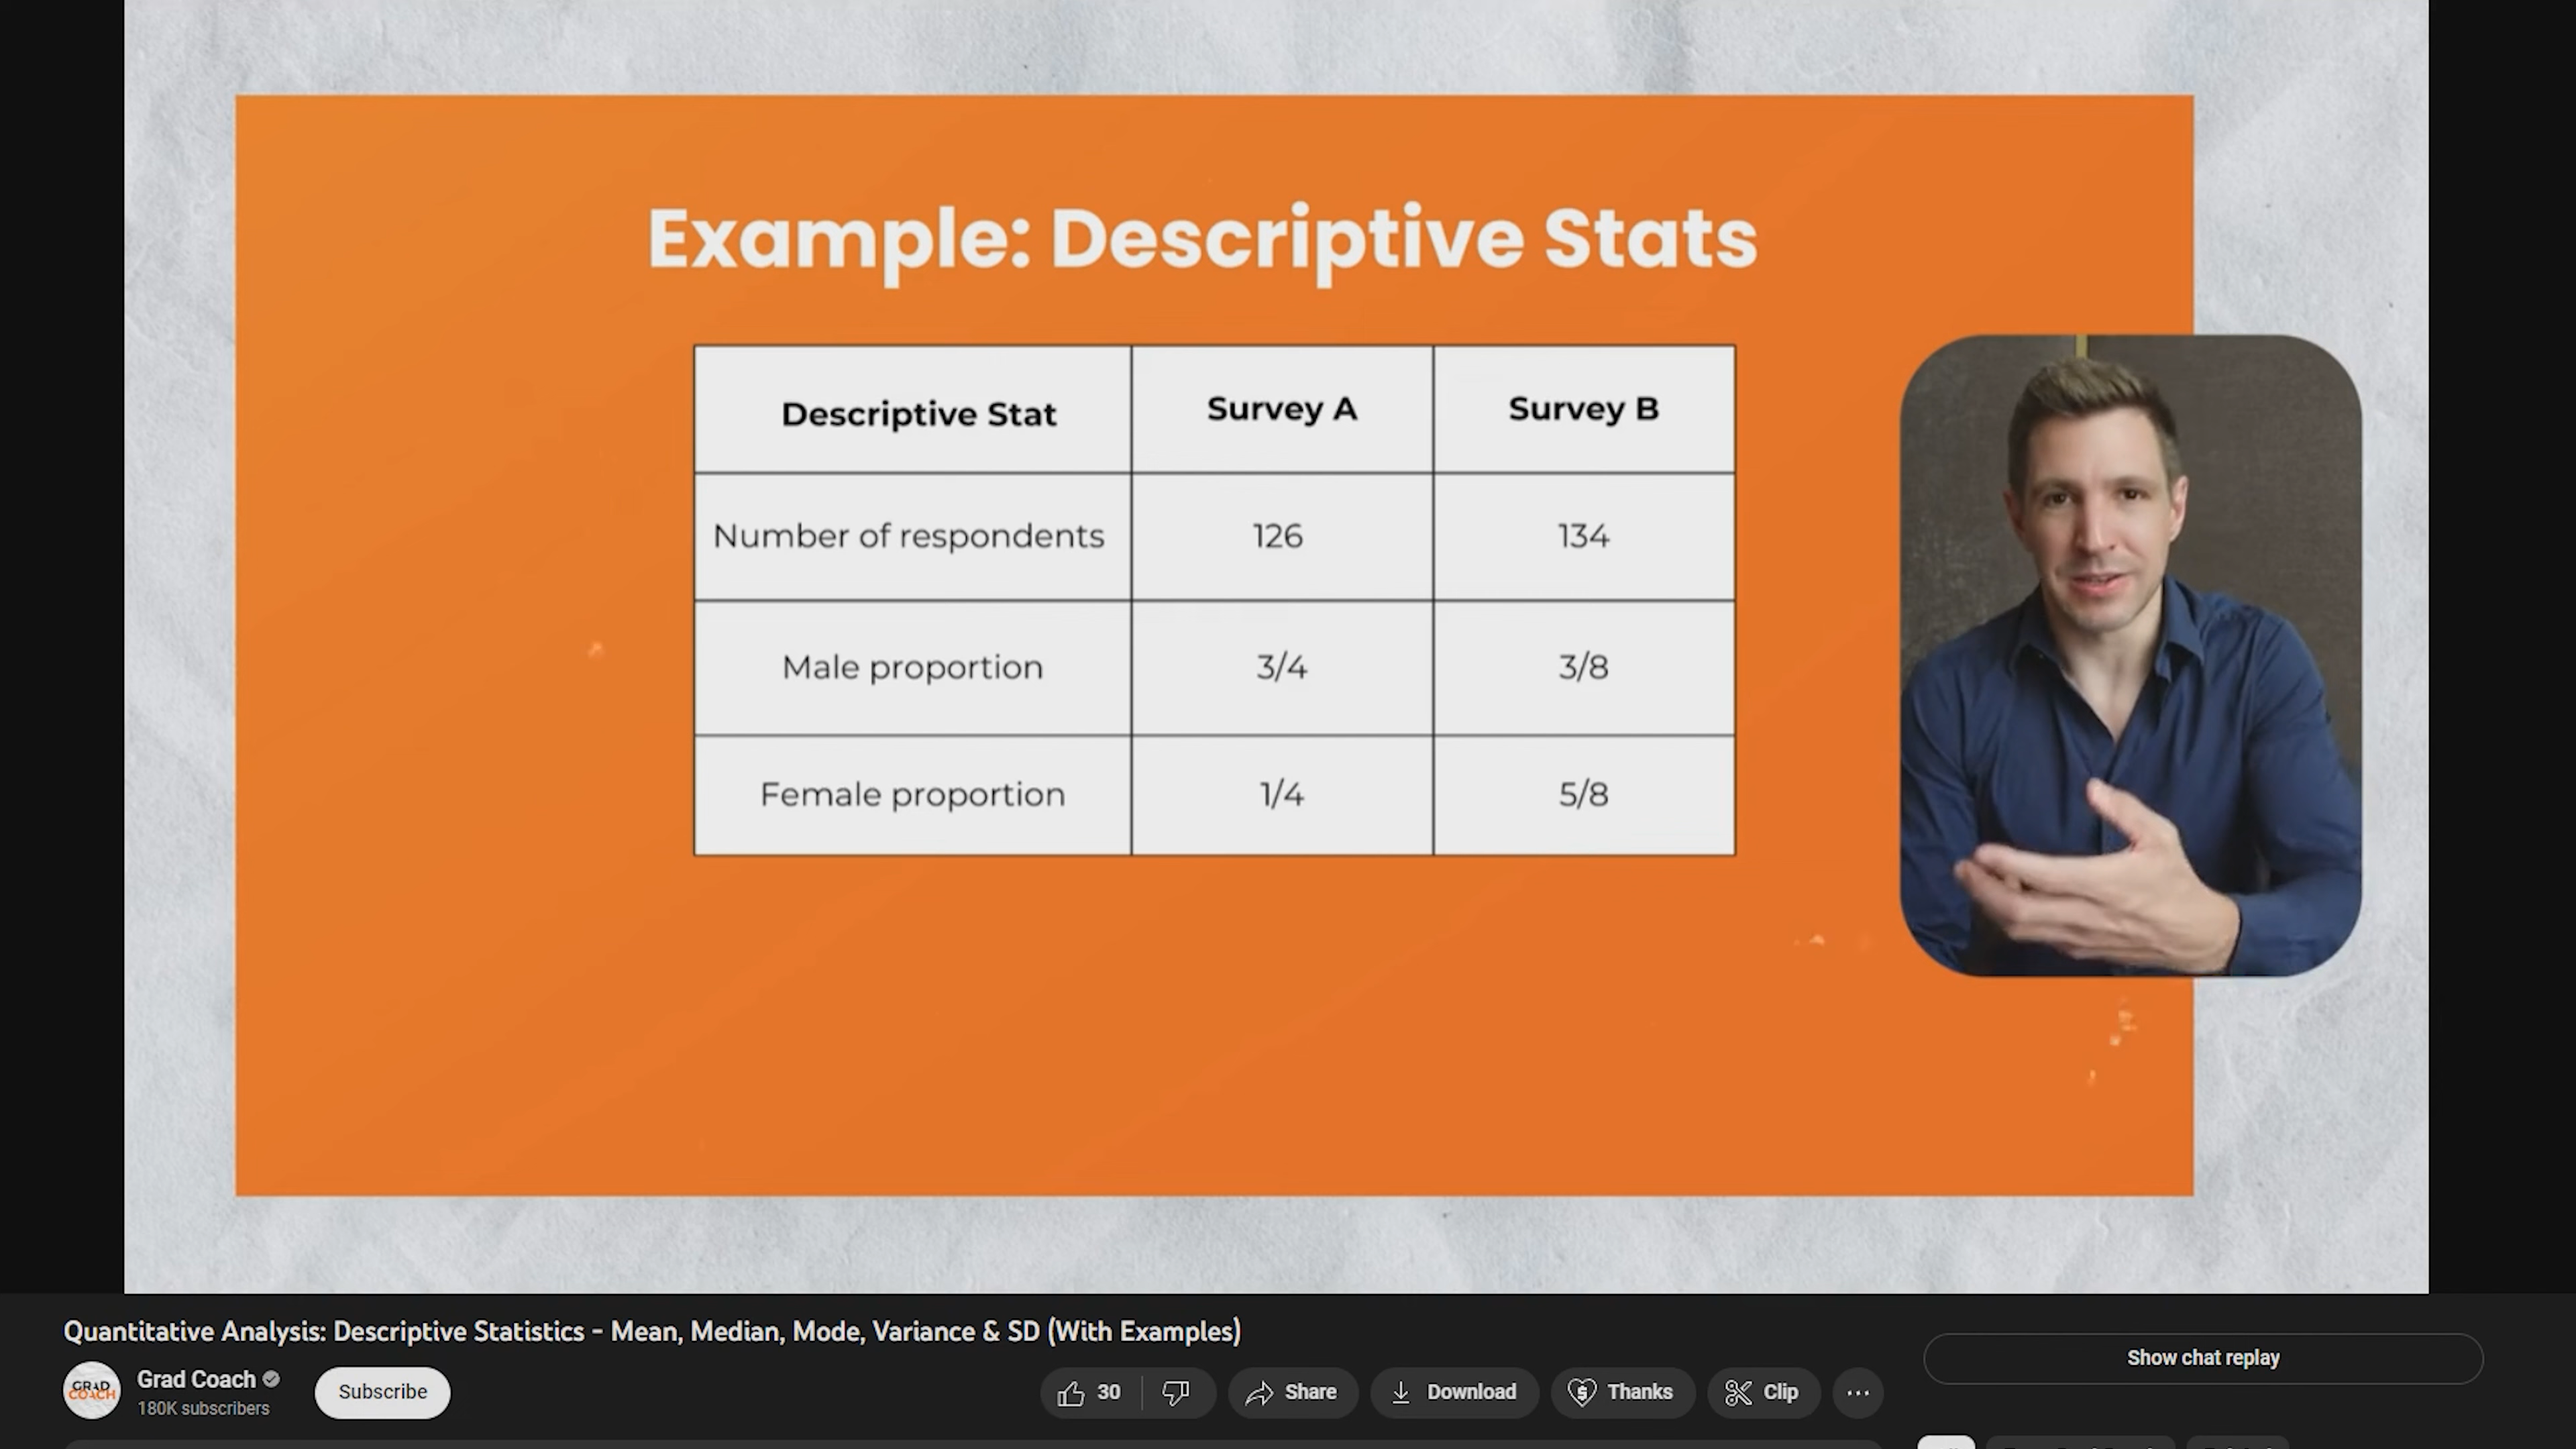 Example: Descriptive Stats
Descriptive Stat Survey A Survey B
Number of respondents 126 134
Male proportion 3/4 3/8
Female proportion 1/4 5/8
Quantitative Analysis: Descriptive Statistics - Mean, Median, Mode, Variance & SD (With Examples)
GRAD
COACH
Grad Coach
180K subscribers
Subscribe
30
Share
Download
Thanks
Clip
Show chat replay